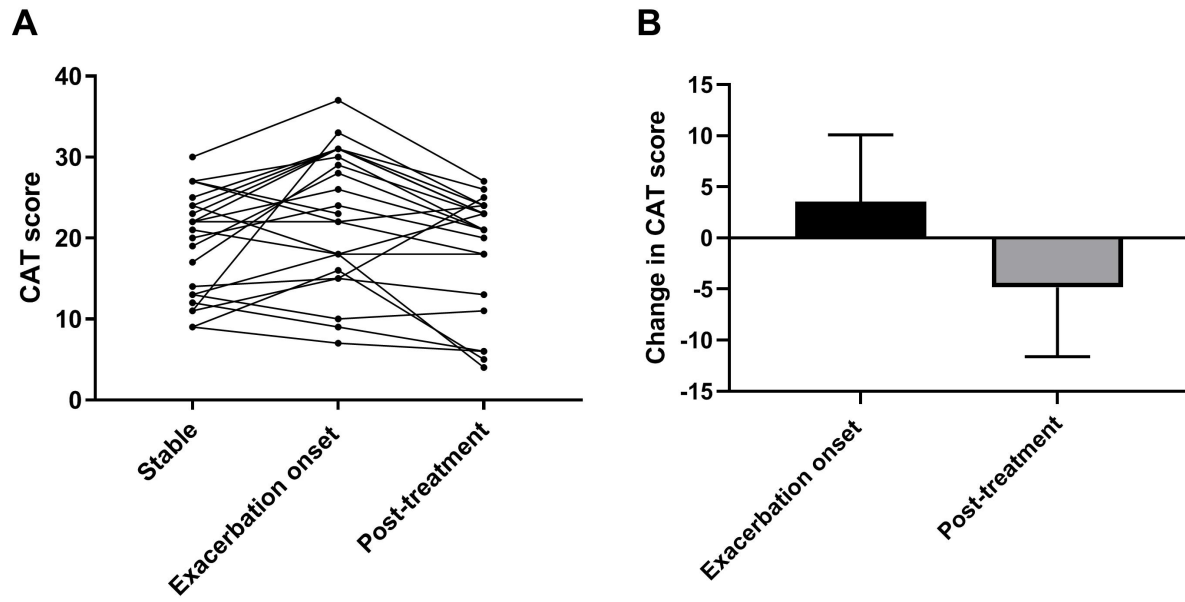 A
CAT score
40
30
20
10
0
Stable
Exacerbation onset
Post-treatment
B
Change in CAT score
15
10
5
0
-5
-10
-15
Exacerbation onset
Post-treatment